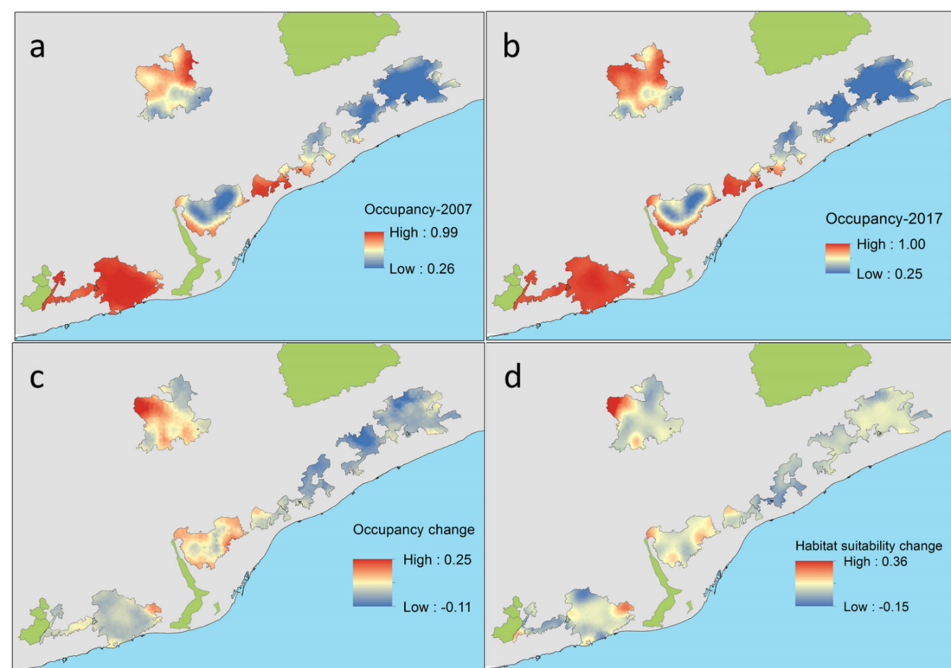 a
b
Occupancy-2007
High : 0.99
Low : 0.26
Occupancy-2017
High : 1.00
Low : 0.25
c
d
Occupancy change
High : 0.25
Low : -0.11
Habitat suitability change
High : 0.36
Low : -0.15